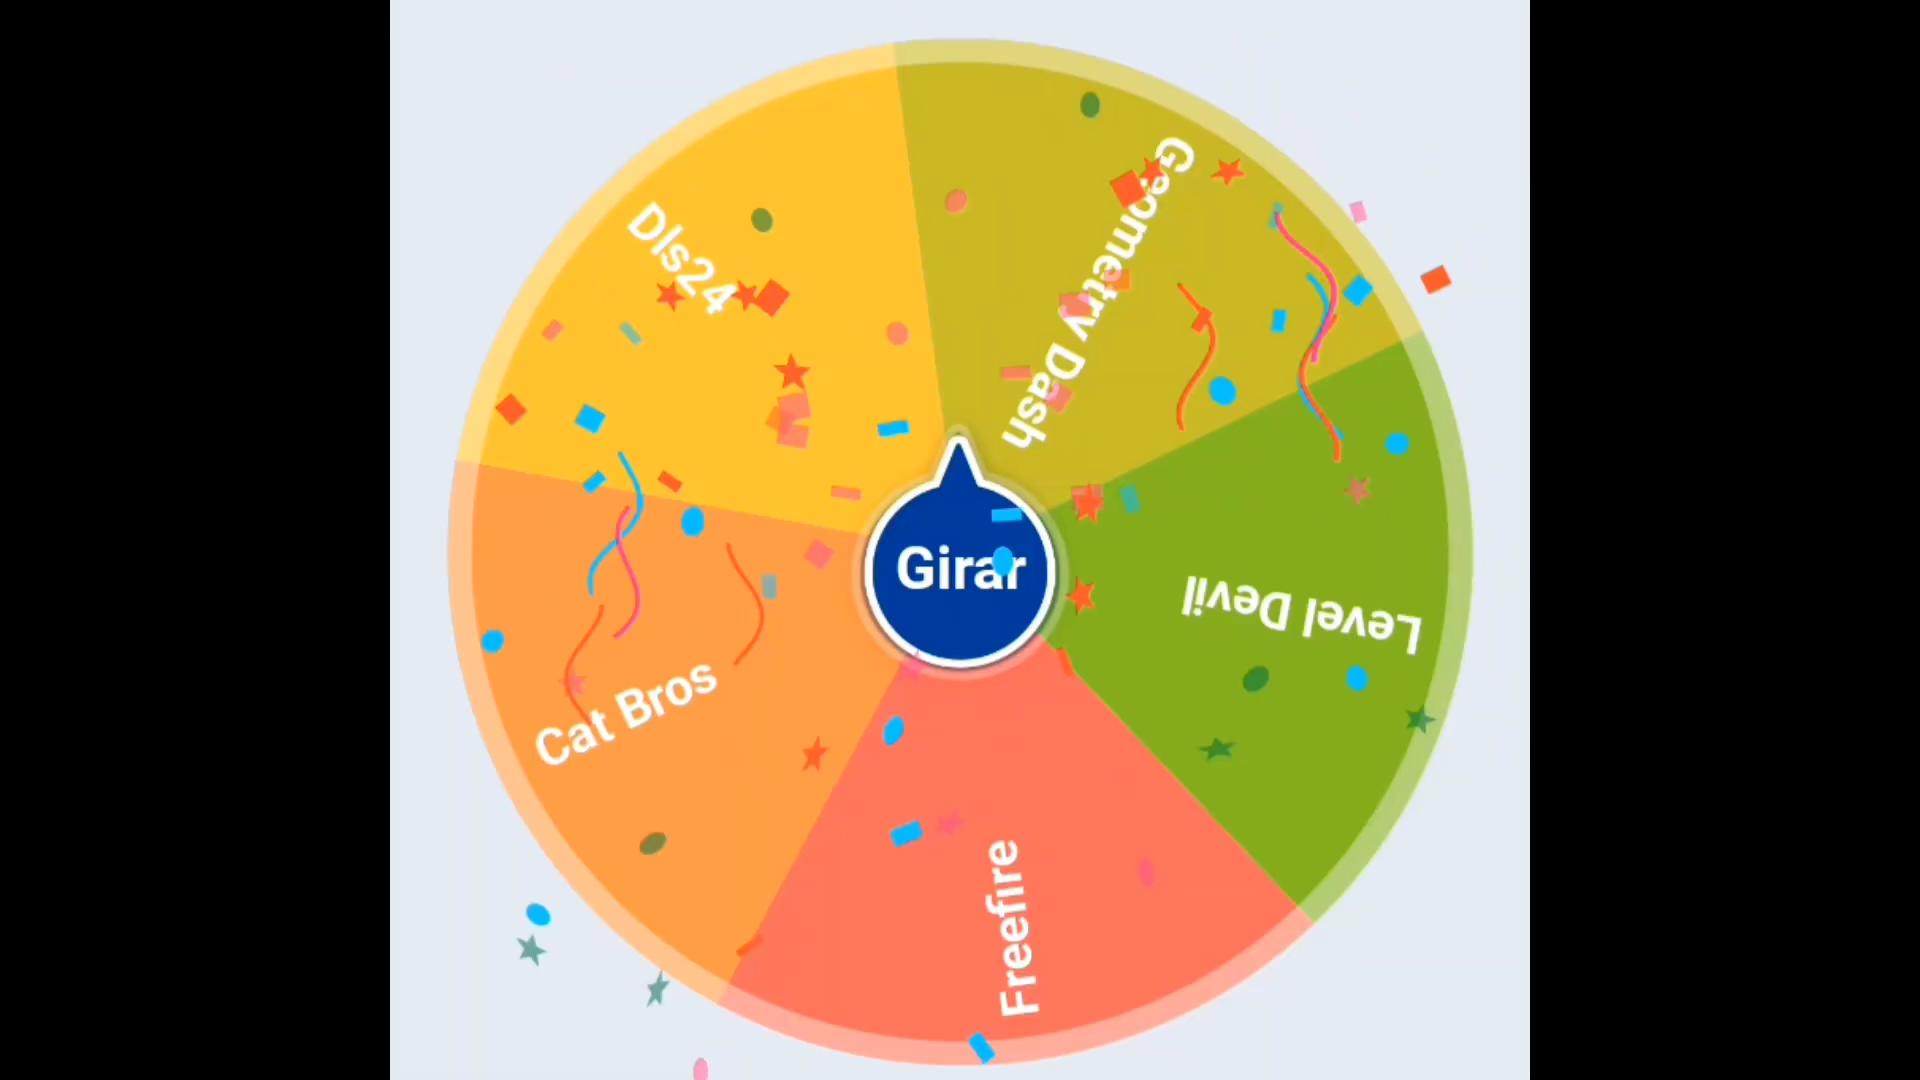 Geometry Dash
Dls24
Girar
Level Devil
Cat Bros
Freefire